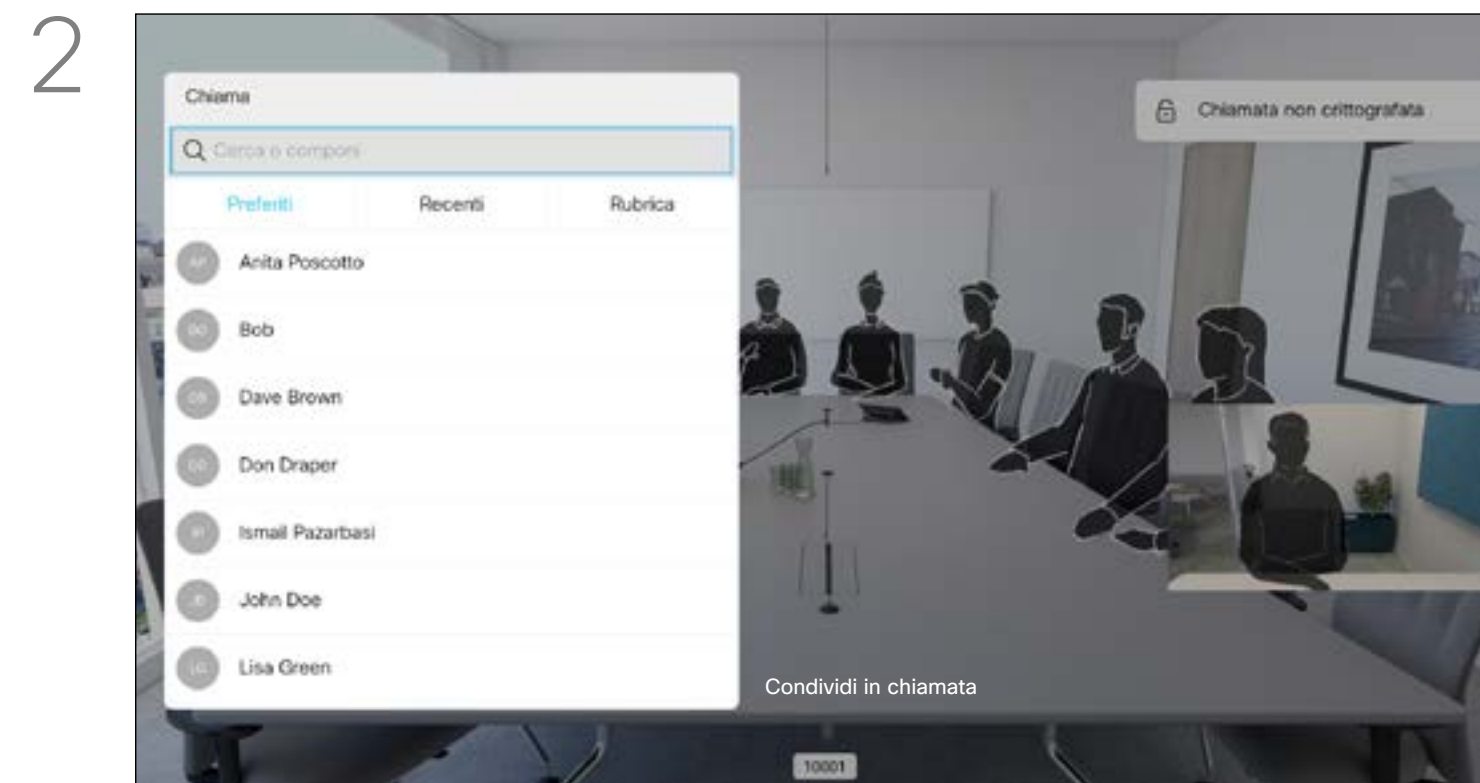 2
Chiama
Chiamata non crittografata
Cerca o componi
Preferiti Recenti Rubrica
Anita Poscotto
Bob
Dave Brown
Don Draper
Ismail Pazarbasi
John Doe
Lisa Green
Condividi in chiamata
10001